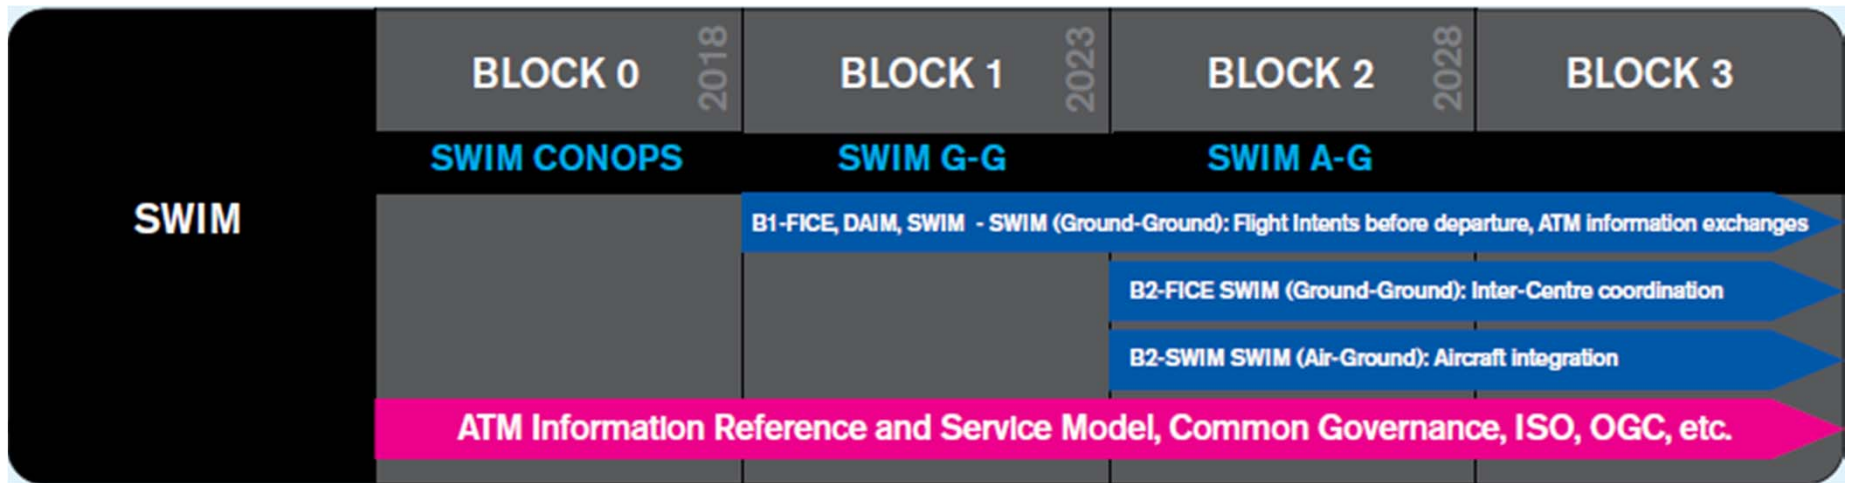 BLOCK 0
2018
BLOCK 1
2023
BLOCK 2
2028
BLOCK 3
SWIM CONOPS
SWIM G-G
SWIM A-G
SWIM
B1-FICE, DAIM, SWIM - SWIM (Ground-Ground): Flight Intents before departure, ATM information exchanges
B2-FICE SWIM (Ground-Ground): Inter-Centre coordination
B2-SWIM SWIM (Air-Ground): Aircraft integration
ATM Information Reference and Service Model, Common Governance, ISO, OGC, etc.